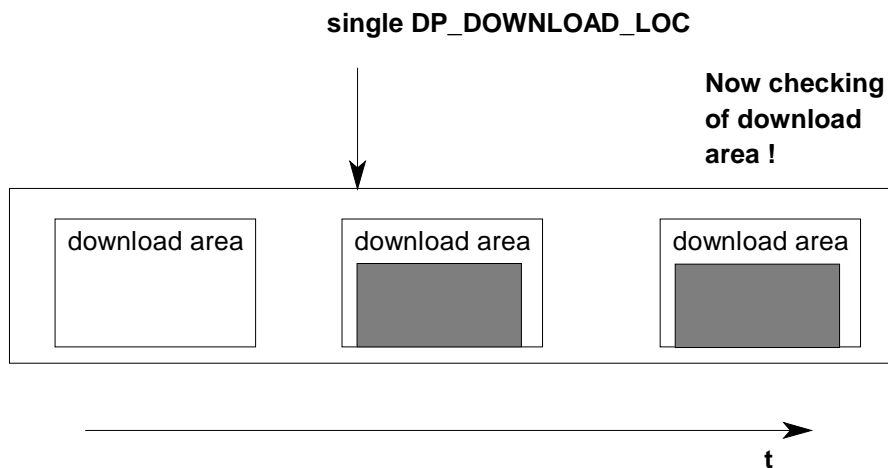 single DP_DOWNLOAD_LOC
Now checking
of download
area !
download area
download area
download area
t